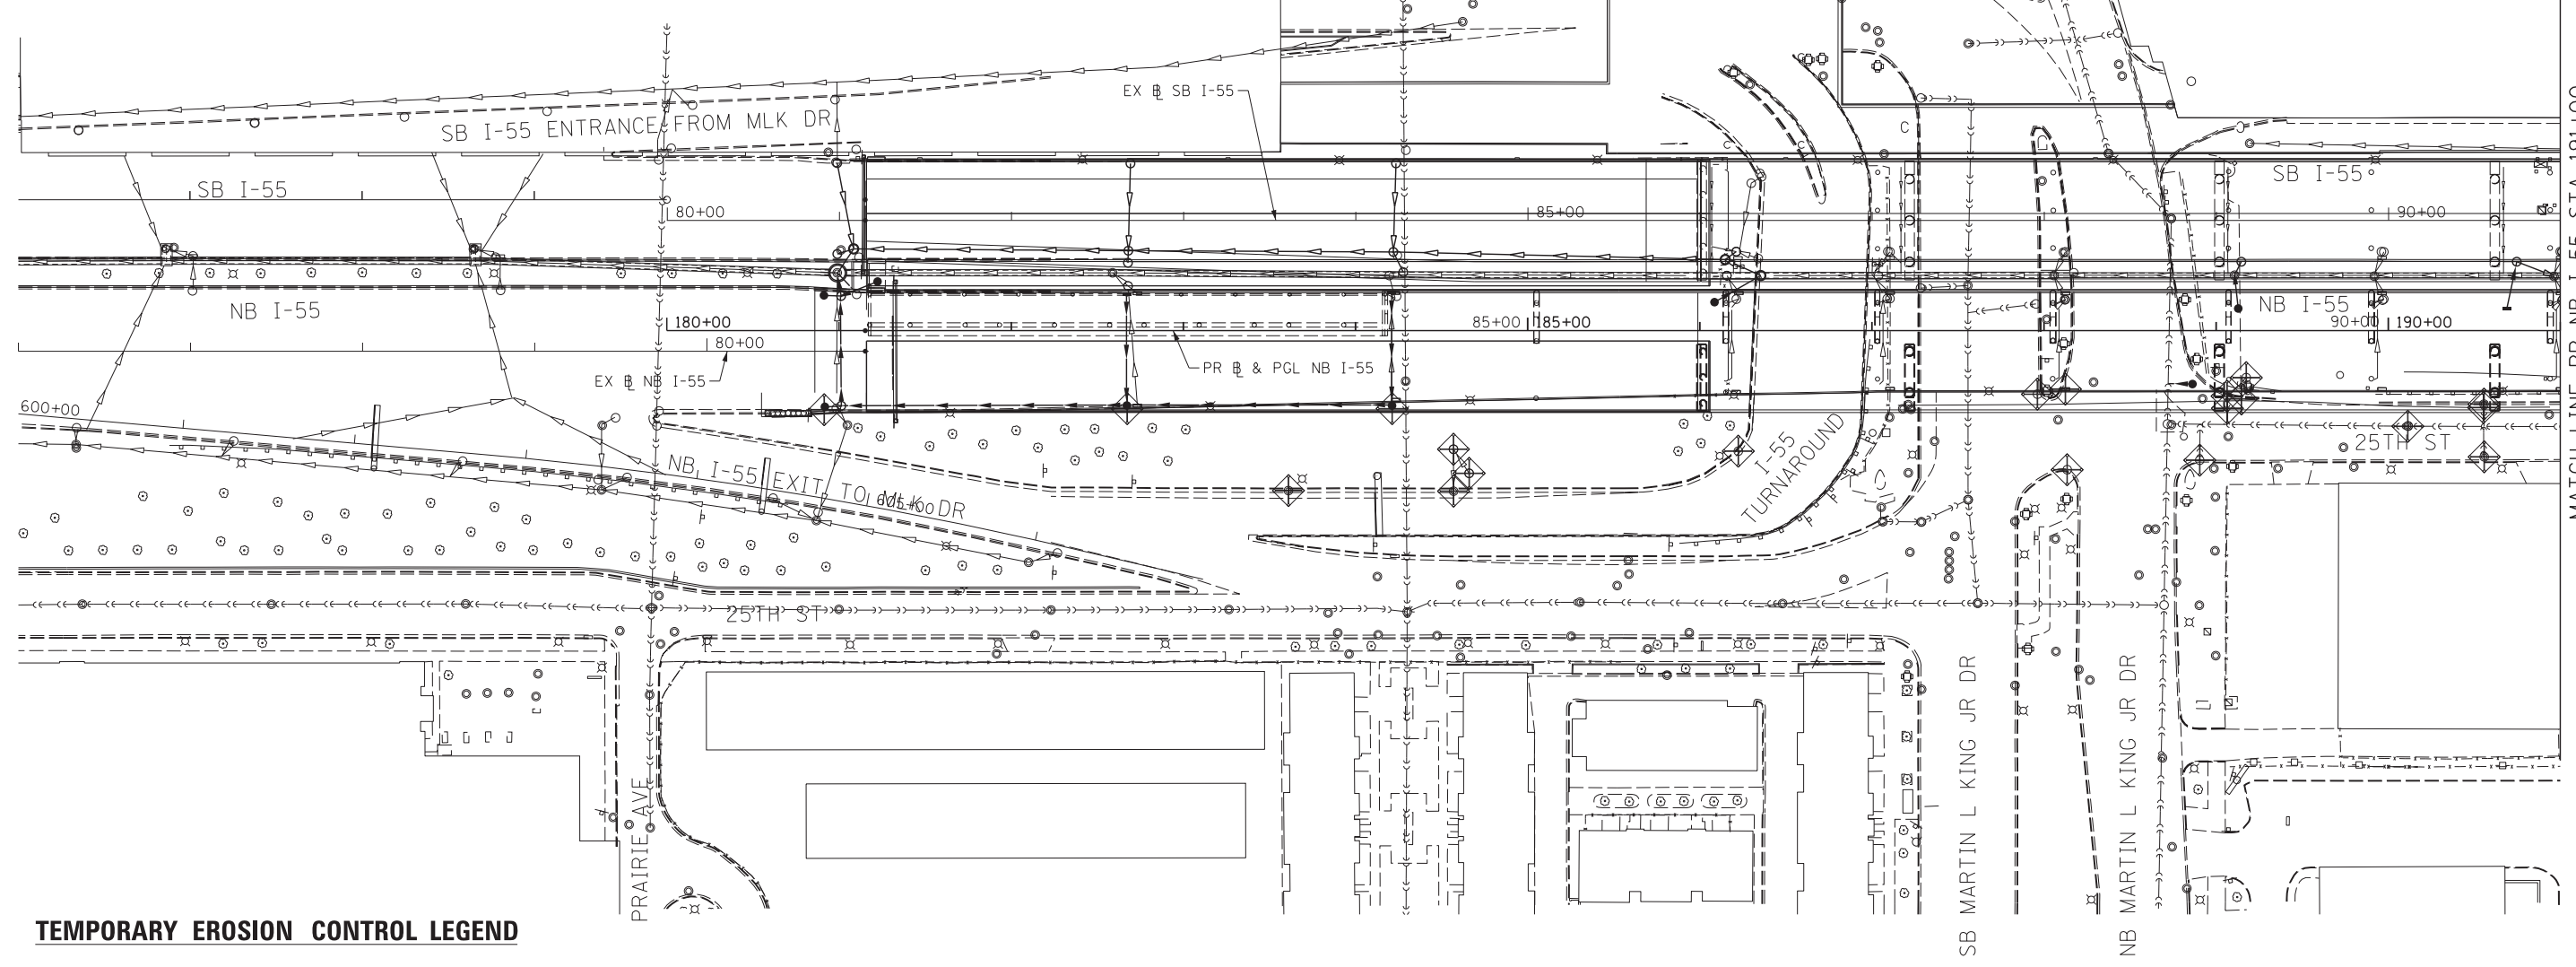 EX ⅊ SB I-55
SB I-55 ENTRANCE FROM MLK DR
SB I-55
SB I-55
80+00
85+00
90+00
NB I-55
NB I-55
180+00
85+00
185+00
90+00
190+00
80+00
EX ⅊ NB I-55
PR ⅊ & PGL NB I-55
600+00
NB I-55 EXIT TO MLK DR
605+00
I-55
TURNAROUND
25TH ST
25TH ST
PRAIRIE AVE
SB MARTIN L KING JR DR
NB MARTIN L KING JR DR
TEMPORARY EROSION CONTROL LEGEND